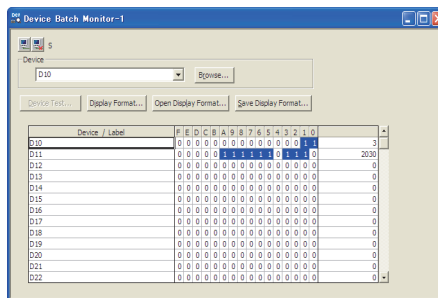 Device Batch Monitor-1
S
Device
D10
Browse...
Device Test... Display Format... Open Display Format... Save Display Format...
Device / Label F E D C B A 9 8 7 6 5 4 3 2 1 0
D10 0 0 0 0 0 0 0 0 0 0 0 0 0 0 1 1 3
D11 0 0 0 0 0 1 1 1 1 1 1 0 1 1 1 0 2030
D12 0 0 0 0 0 0 0 0 0 0 0 0 0 0 0 0 0
D13 0 0 0 0 0 0 0 0 0 0 0 0 0 0 0 0 0
D14 0 0 0 0 0 0 0 0 0 0 0 0 0 0 0 0 0
D15 0 0 0 0 0 0 0 0 0 0 0 0 0 0 0 0 0
D16 0 0 0 0 0 0 0 0 0 0 0 0 0 0 0 0 0
D17 0 0 0 0 0 0 0 0 0 0 0 0 0 0 0 0 0
D18 0 0 0 0 0 0 0 0 0 0 0 0 0 0 0 0 0
D19 0 0 0 0 0 0 0 0 0 0 0 0 0 0 0 0 0
D20 0 0 0 0 0 0 0 0 0 0 0 0 0 0 0 0 0
D21 0 0 0 0 0 0 0 0 0 0 0 0 0 0 0 0 0
D22 0 0 0 0 0 0 0 0 0 0 0 0 0 0 0 0 0